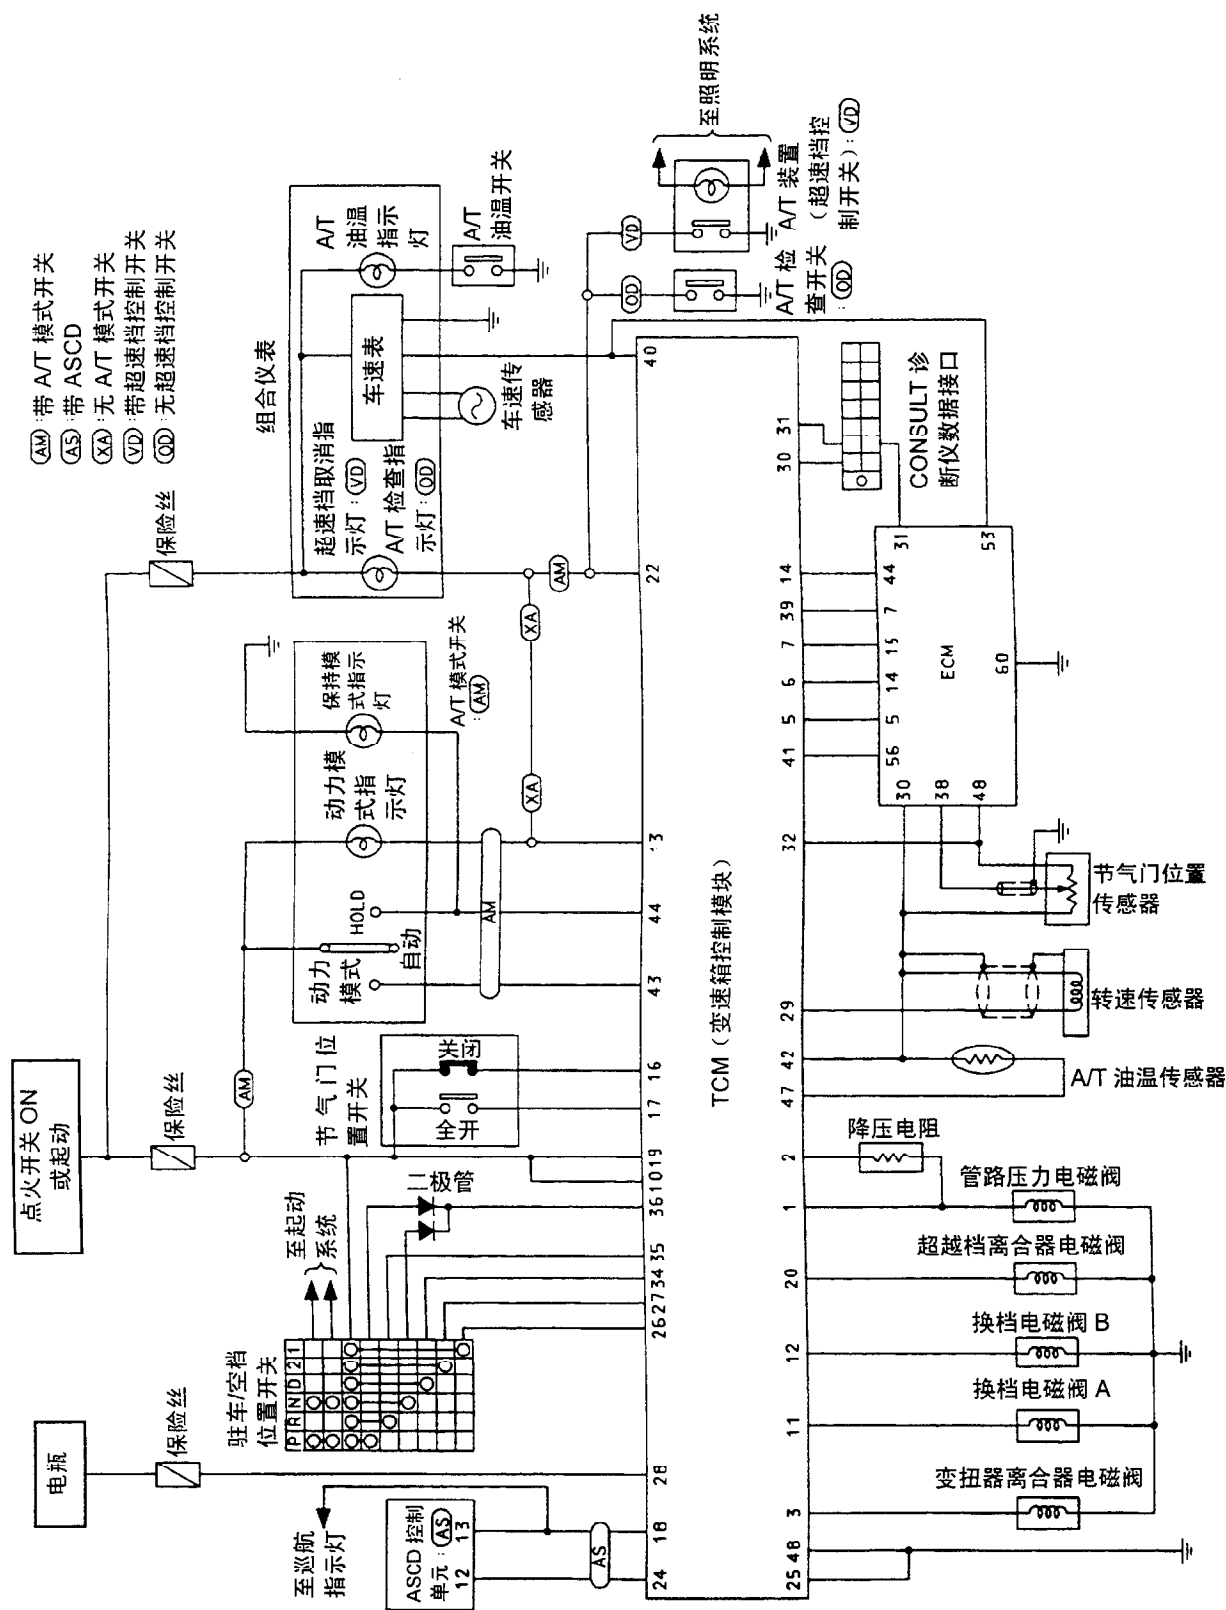 AM:带 A/T 模式开关
AS:带 ASCD
XA:无 A/T 模式开关
VD:带超速档控制开关
OD:无超速档控制开关
点火开关 ON
或起动
电瓶
保险丝
保险丝
保险丝
组合仪表
A/T
油温
指示
灯
A/T
油温开关
车速表
车速传
感器
超速档取消指
示灯:VD
A/T 检查指
示灯:OD
至照明系统
A/T 装置
(超速档控
制开关):VD
A/T 检
查开关
:OD
VD
OD
AM
XA
XA
AM
AM
保持模
式指示
灯
动力模
式指
示灯
A/T 模式开关
:AM
HOLD
自动
动力
模式
节气门位
置开关
关闭
全开
二极管
至起动
系统
驻车/空档
位置开关
P R N D 2 1
至巡航
指示灯
ASCD 控制
单元:AS
12 13
AS
24 18 28 26 27 34 35 36 10 19 17 16 43 44 13 22 40
TCM(变速箱控制模块)
25 48 3 11 12 20 1 2 47 42 29 32 41 5 6 7 39 14 30 31
CONSULT 诊
断仪数据接口
56 5 14 15 7 44 31 53
ECM
60
30 38 48
节气门位置
传感器
转速传感器
A/T 油温传感器
降压电阻
管路压力电磁阀
超越档离合器电磁阀
换档电磁阀 B
换档电磁阀 A
变扭器离合器电磁阀